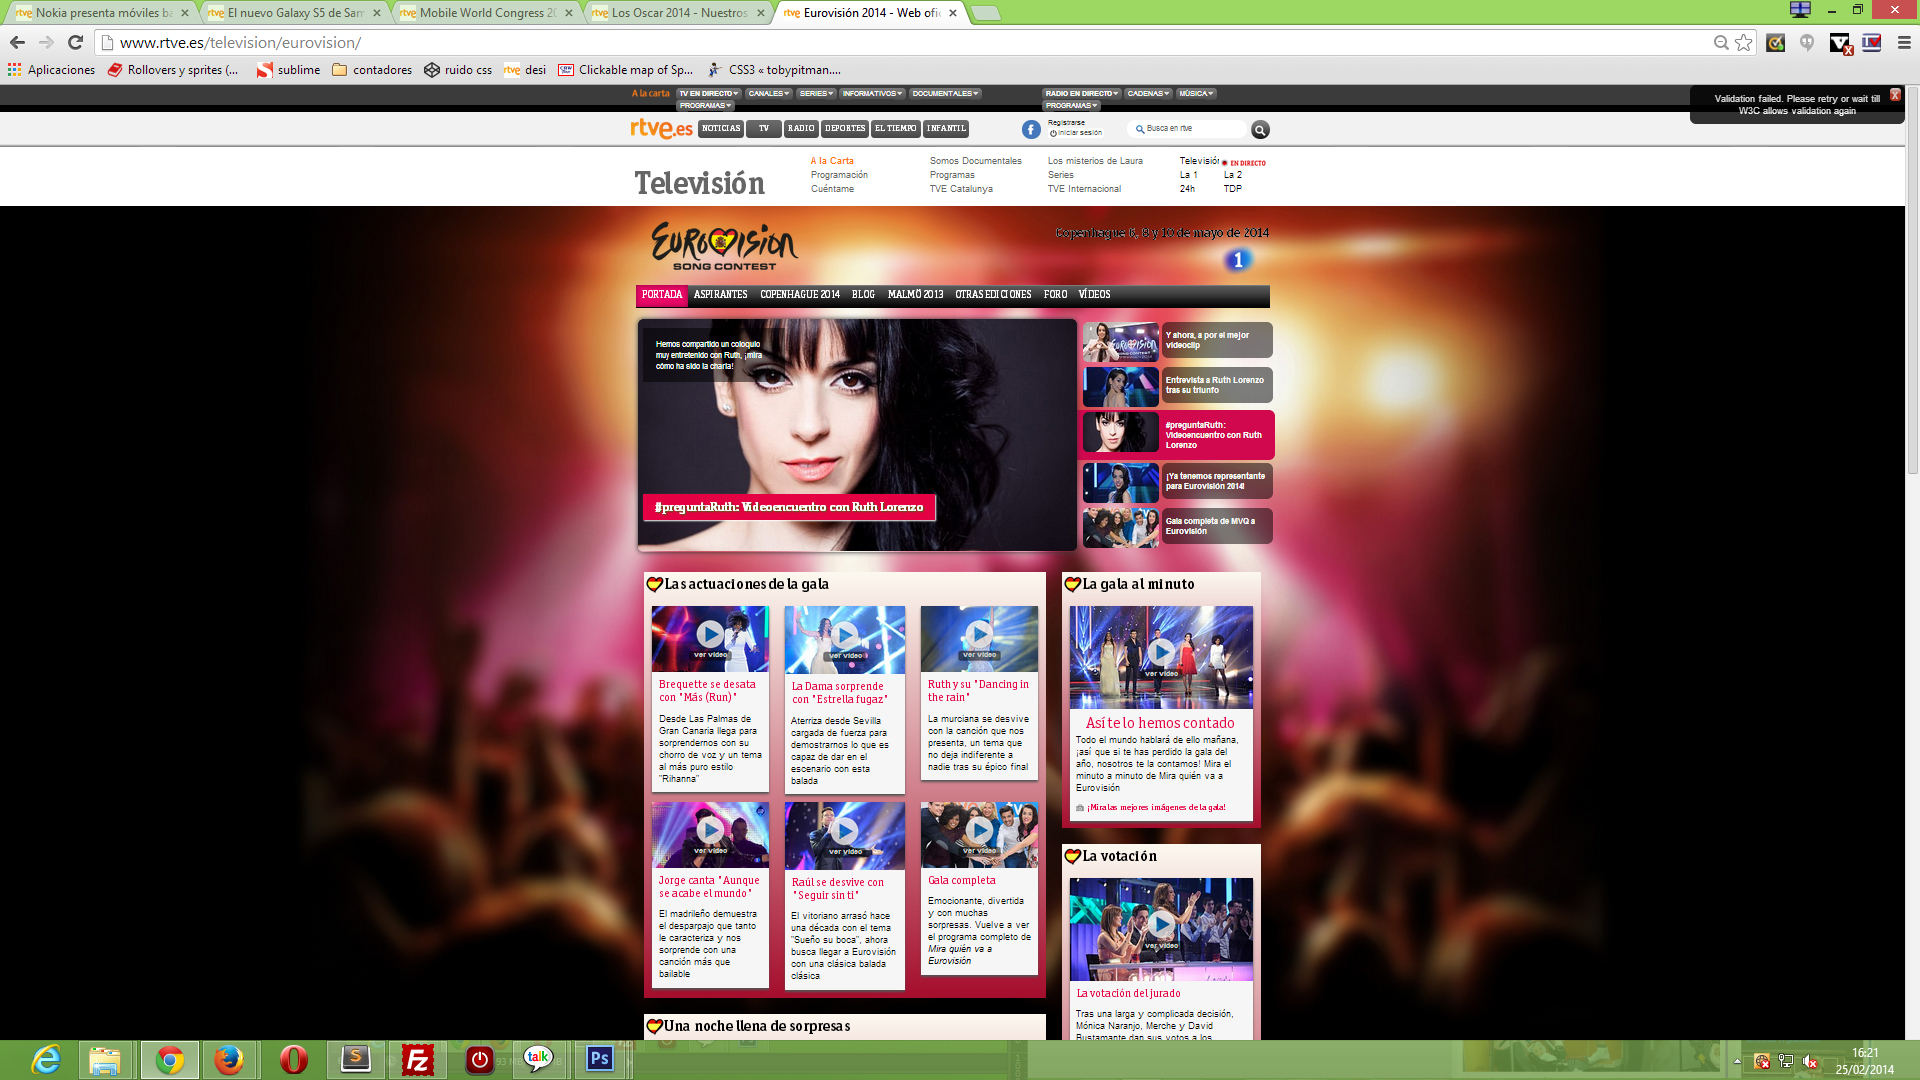 Nokia presenta móviles ba
El nuevo Galaxy S5 de Sam
Mobile World Congress 20
Los Oscar 2014 - Nuestros
Eurovisión 2014 - Web ofic
www.rtve.es/television/eurovision/
Aplicaciones
Rollovers y sprites (...
sublime
contadores
ruido css
desi
Clickable map of Sp...
CSS3 « tobypitman....
A la carta
TV EN DIRECTO
CANALES
SERIES
INFORMATIVOS
DOCUMENTALES
PROGRAMAS
RADIO EN DIRECTO
CADENAS
MÚSICA
PROGRAMAS
Validation failed. Please retry or wait till
W3C allows validation again
rtve.es
NOTICIAS
TV
RADIO
DEPORTES
EL TIEMPO
INFANTIL
Registrarse
Iniciar sesión
Busca en rtve
Televisión
A la Carta
Somos Documentales
Los misterios de Laura
Programación
Programas
Series
Cuéntame
TVE Catalunya
TVE Internacional
Televisión
EN DIRECTO
La 1
La 2
24h
TDP
EUROVISION
SONG CONTEST
Copenhague 6, 8 y 10 de mayo de 2014
1
PORTADA
ASPIRANTES
COPENHAGUE 2014
BLOG
MALMÖ 2013
OTRAS EDICIONES
FORO
VÍDEOS
Hemos compartido un coloquio
muy entretenido con Ruth, ¡mira
cómo ha sido la charla!
#preguntaRuth: Videoencuentro con Ruth Lorenzo
Y ahora, a por el mejor
videoclip
Entrevista a Ruth Lorenzo
tras su triunfo
#preguntaRuth:
Videoencuentro con Ruth
Lorenzo
¡Ya tenemos representante
para Eurovisión 2014!
Gala completa de MVQ a
Eurovisión
Las actuaciones de la gala
ver vídeo
Brequette se desata
con "Más (Run)"
Desde Las Palmas de
Gran Canaria llega para
sorprendernos con su
chorro de voz y un tema
al más puro estilo
"Rihanna"
ver vídeo
La Dama sorprende
con "Estrella fugaz"
Aterriza desde Sevilla
cargada de fuerza para
demostrarnos lo que es
capaz de dar en el
escenario con esta
balada
ver vídeo
Ruth y su "Dancing in
the rain"
La murciana se desvive
con la canción que nos
presenta, un tema que
no deja indiferente a
nadie tras su épico final
ver vídeo
Jorge canta "Aunque
se acabe el mundo"
El madrileño demuestra
el desparpajo que tanto
le caracteriza y nos
sorprende con una
canción más que
bailable
ver vídeo
Raúl se desvive con
"Seguir sin ti"
El vitoriano arrasó hace
una década con el tema
"Sueño su boca", ahora
busca llegar a Eurovisión
con una clásica balada
clásica
ver vídeo
Gala completa
Emocionante, divertida
y con muchas
sorpresas. Vuelve a ver
el programa completo de
Mira quién va a
Eurovisión
La gala al minuto
ver vídeo
Así te lo hemos contado
Todo el mundo hablará de ello mañana,
¡así que si te has perdido la gala del
año, nosotros te la contamos! Mira el
minuto a minuto de Mira quién va a
Eurovisión
¡Mira las mejores imágenes de la gala!
La votación
ver vídeo
La votación del jurado
Tras una larga y complicada decisión,
Mónica Naranjo, Merche y David
Bustamante dan sus votos a los
Una noche llena de sorpresas
talk
Ps
16:21
25/02/2014